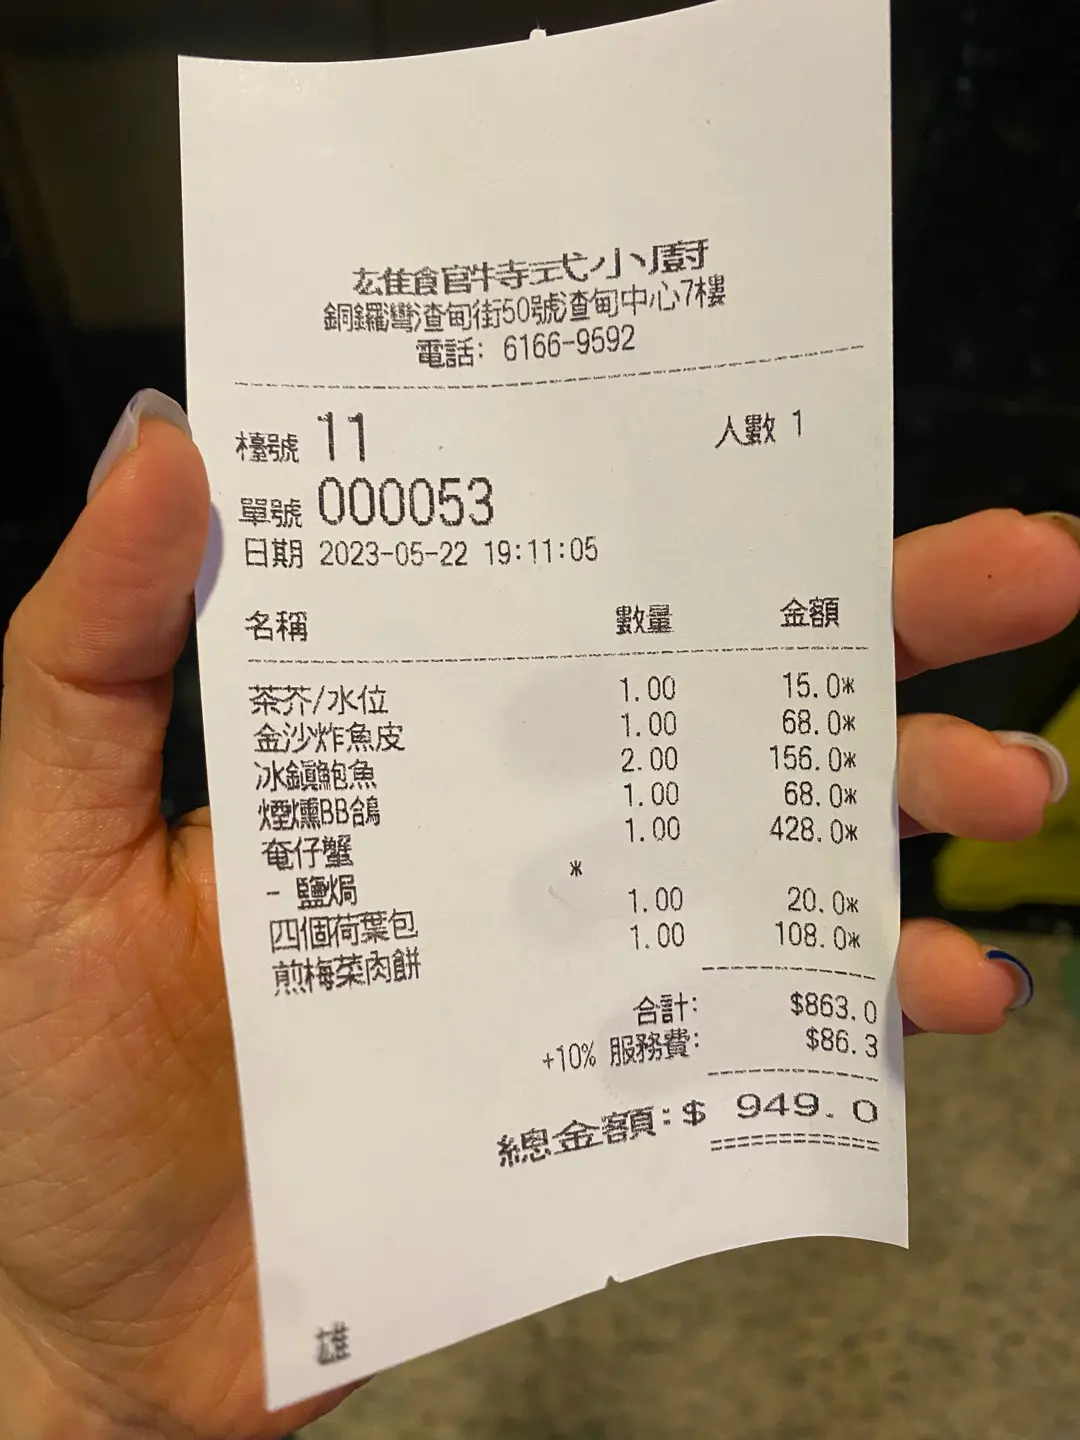 雄食官特式小廚
銅鑼灣渣甸街50號渣甸中心7樓
電話: 6166-9592
檯號 11 人數 1
單號 000053
日期 2023-05-22 19:11:05
名稱 數量 金額
茶芥/水位 1.00 15.0*
金沙炸魚皮 1.00 68.0*
冰鎮鮑魚 2.00 156.0*
煙燻BB鴿 1.00 68.0*
奄仔蟹 1.00 428.0*
- 鹽焗 *
四個荷葉包 1.00 20.0*
煎梅菜肉餅 1.00 108.0*
合計: $863.0
+10% 服務費: $86.3
總金額:$ 949.0
雄